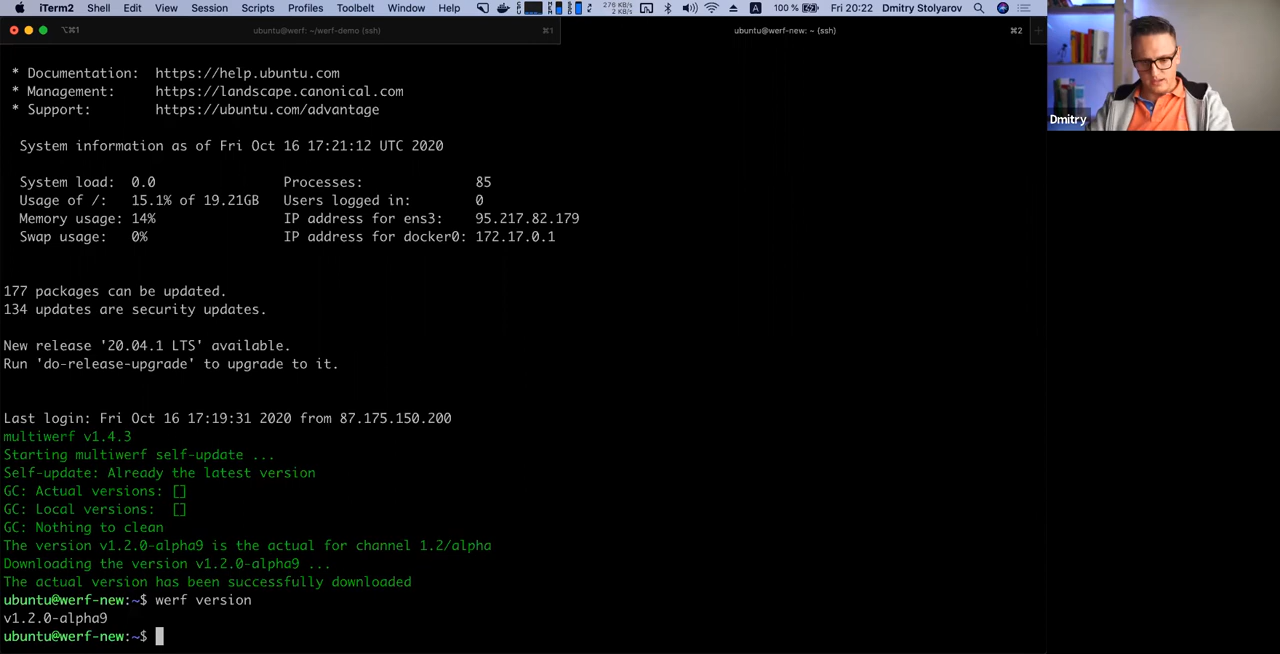 iTerm2 Shell Edit View Session Scripts Profiles Toolbelt Window Help 276 KB/s 2 KB/s A 100 % Fri 20:22 Dmitry Stolyarov
⌥⌘1 ubuntu@werf: ~/werf-demo (ssh) ⌘1 ubuntu@werf-new: ~ (ssh) ⌘2 +
* Documentation: https://help.ubuntu.com
* Management: https://landscape.canonical.com
* Support: https://ubuntu.com/advantage
System information as of Fri Oct 16 17:21:12 UTC 2020
System load: 0.0 Processes: 85
Usage of /: 15.1% of 19.21GB Users logged in: 0
Memory usage: 14% IP address for ens3: 95.217.82.179
Swap usage: 0% IP address for docker0: 172.17.0.1
177 packages can be updated.
134 updates are security updates.
New release '20.04.1 LTS' available.
Run 'do-release-upgrade' to upgrade to it.
Last login: Fri Oct 16 17:19:31 2020 from 87.175.150.200
multiwerf v1.4.3
Starting multiwerf self-update ...
Self-update: Already the latest version
GC: Actual versions: []
GC: Local versions: []
GC: Nothing to clean
The version v1.2.0-alpha9 is the actual for channel 1.2/alpha
Downloading the version v1.2.0-alpha9 ...
The actual version has been successfully downloaded
ubuntu@werf-new:~$ werf version
v1.2.0-alpha9
ubuntu@werf-new:~$
Dmitry